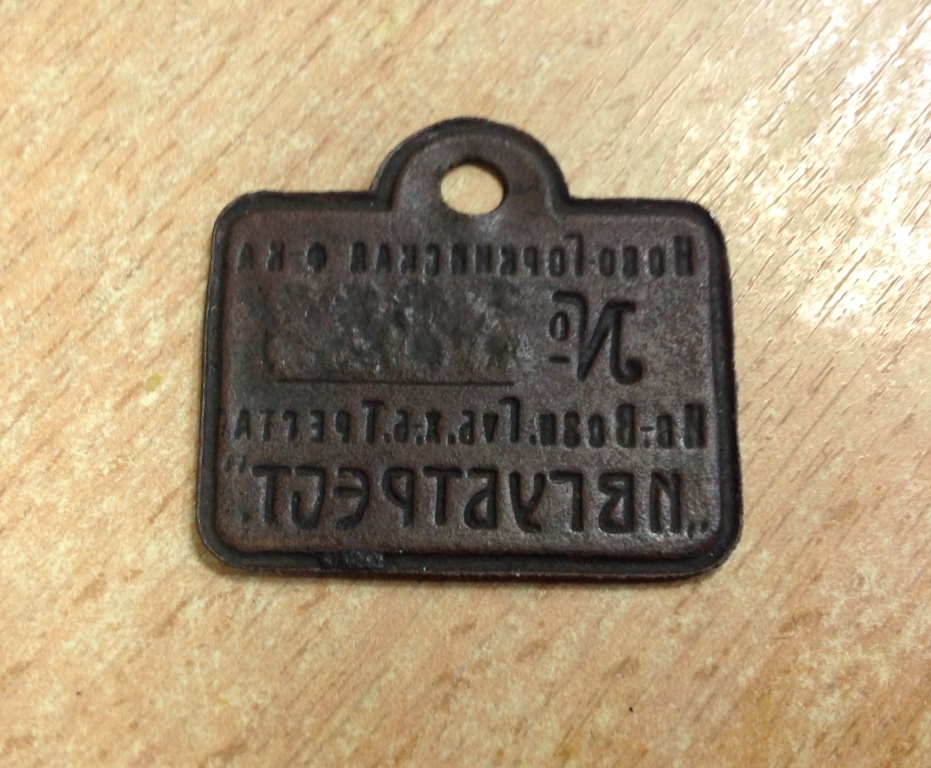 Ново-Горкинская ф-ка
№
Ив.-Возн. Губ. х.б. Треста
„ИВГУБТРЕСТ."